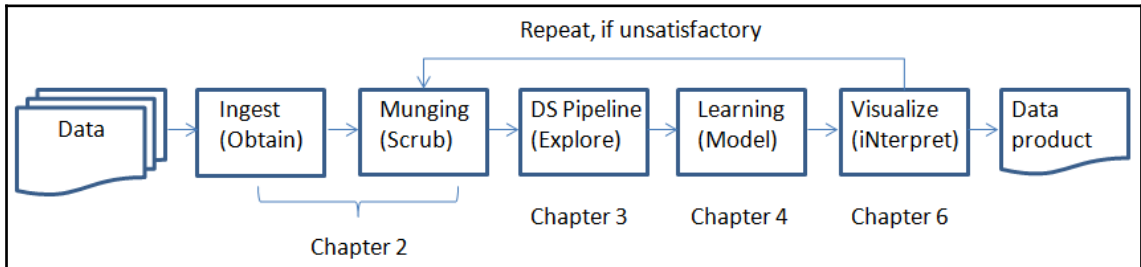 Repeat, if unsatisfactory
Data
Ingest
(Obtain)
Munging
(Scrub)
DS Pipeline
(Explore)
Learning
(Model)
Visualize
(iNterpret)
Data
product
Chapter 2
Chapter 3
Chapter 4
Chapter 6